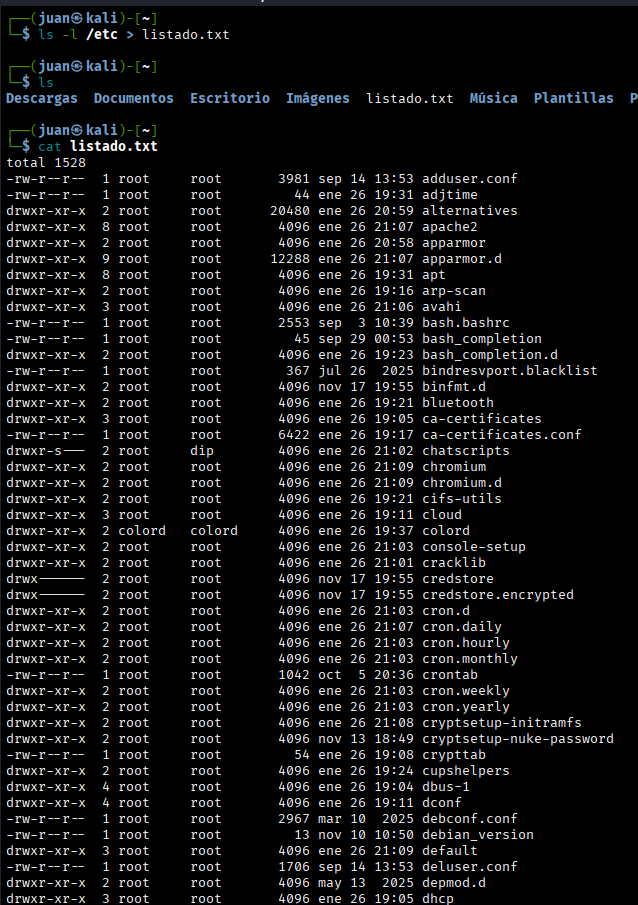 ┌──(juan㉿kali)-[~]
└─$ ls -l /etc > listado.txt
┌──(juan㉿kali)-[~]
└─$ ls
Descargas  Documentos  Escritorio  Imágenes  listado.txt  Música  Plantillas  P
┌──(juan㉿kali)-[~]
└─$ cat listado.txt
total 1528
-rw-r--r--  1 root     root       3981 sep 14 13:53 adduser.conf
-rw-r--r--  1 root     root         44 ene 26 19:31 adjtime
drwxr-xr-x  2 root     root      20480 ene 26 20:59 alternatives
drwxr-xr-x  8 root     root       4096 ene 26 21:07 apache2
drwxr-xr-x  2 root     root       4096 ene 26 20:58 apparmor
drwxr-xr-x  9 root     root      12288 ene 26 21:07 apparmor.d
drwxr-xr-x  8 root     root       4096 ene 26 19:31 apt
drwxr-xr-x  2 root     root       4096 ene 26 19:16 arp-scan
drwxr-xr-x  3 root     root       4096 ene 26 21:06 avahi
-rw-r--r--  1 root     root       2553 sep  3 10:39 bash.bashrc
-rw-r--r--  1 root     root         45 sep 29 00:53 bash_completion
drwxr-xr-x  2 root     root       4096 ene 26 19:23 bash_completion.d
-rw-r--r--  1 root     root        367 jul 26  2025 bindresvport.blacklist
drwxr-xr-x  2 root     root       4096 nov 17 19:55 binfmt.d
drwxr-xr-x  2 root     root       4096 ene 26 19:21 bluetooth
drwxr-xr-x  3 root     root       4096 ene 26 19:05 ca-certificates
-rw-r--r--  1 root     root       6422 ene 26 19:17 ca-certificates.conf
drwxr-s---  2 root     dip        4096 ene 26 21:02 chatscripts
drwxr-xr-x  2 root     root       4096 ene 26 21:09 chromium
drwxr-xr-x  2 root     root       4096 ene 26 21:09 chromium.d
drwxr-xr-x  2 root     root       4096 ene 26 19:21 cifs-utils
drwxr-xr-x  3 root     root       4096 ene 26 19:11 cloud
drwxr-xr-x  2 colord   colord     4096 ene 26 19:37 colord
drwxr-xr-x  2 root     root       4096 ene 26 21:03 console-setup
drwxr-xr-x  2 root     root       4096 ene 26 21:01 cracklib
drwx------  2 root     root       4096 nov 17 19:55 credstore
drwx------  2 root     root       4096 nov 17 19:55 credstore.encrypted
drwxr-xr-x  2 root     root       4096 ene 26 21:03 cron.d
drwxr-xr-x  2 root     root       4096 ene 26 21:07 cron.daily
drwxr-xr-x  2 root     root       4096 ene 26 21:03 cron.hourly
drwxr-xr-x  2 root     root       4096 ene 26 21:03 cron.monthly
-rw-r--r--  1 root     root       1042 oct  5 20:36 crontab
drwxr-xr-x  2 root     root       4096 ene 26 21:03 cron.weekly
drwxr-xr-x  2 root     root       4096 ene 26 21:03 cron.yearly
drwxr-xr-x  2 root     root       4096 ene 26 21:08 cryptsetup-initramfs
drwxr-xr-x  2 root     root       4096 nov 13 18:49 cryptsetup-nuke-password
-rw-r--r--  1 root     root         54 ene 26 19:08 crypttab
drwxr-xr-x  2 root     root       4096 ene 26 19:24 cupshelpers
drwxr-xr-x  4 root     root       4096 ene 26 19:04 dbus-1
drwxr-xr-x  4 root     root       4096 ene 26 19:11 dconf
-rw-r--r--  1 root     root       2967 mar 10  2025 debconf.conf
-rw-r--r--  1 root     root         13 nov 10 10:50 debian_version
drwxr-xr-x  3 root     root       4096 ene 26 21:09 default
-rw-r--r--  1 root     root       1706 sep 14 13:53 deluser.conf
drwxr-xr-x  2 root     root       4096 may 13  2025 depmod.d
drwxr-xr-x  3 root     root       4096 ene 26 19:05 dhcp